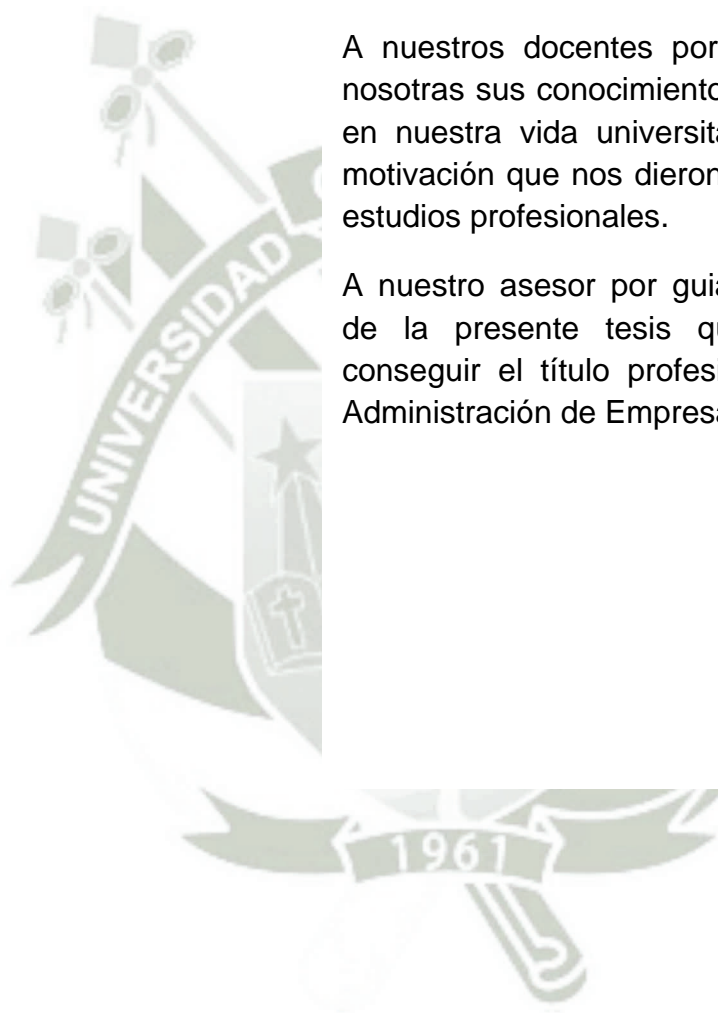 A nuestros docentes por
nosotras sus conocimiento
en nuestra vida universita
motivación que nos dieron
estudios profesionales.
A nuestro asesor por guia
de la presente tesis qu
conseguir el título profesi
Administración de Empresa
UNIVERSIDAD
1961